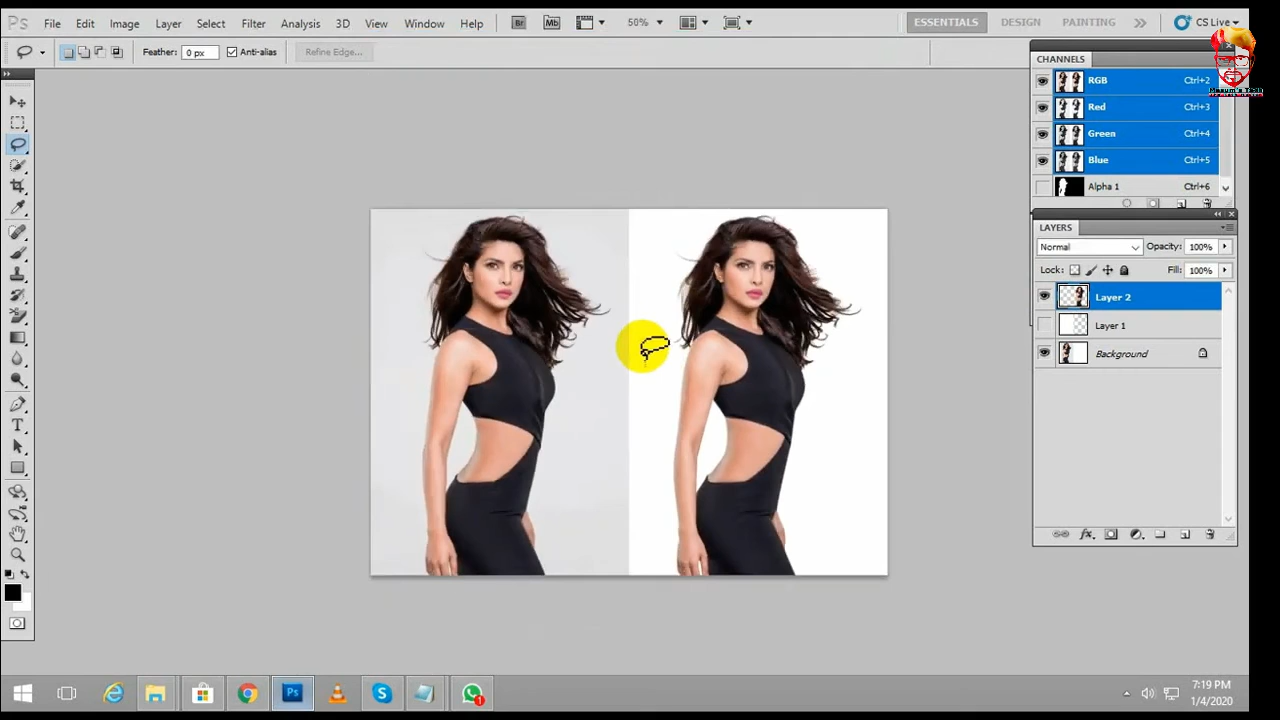 Ps File Edit Image Layer Select Filter Analysis 3D View Window Help Br Mb 50% ESSENTIALS DESIGN PAINTING CS Live
Feather: 0 px Anti-alias Refine Edge...
CHANNELS
RGB Ctrl+2
Red Ctrl+3
Green Ctrl+4
Blue Ctrl+5
Alpha 1 Ctrl+6
LAYERS
Normal Opacity: 100%
Lock: Fill: 100%
Layer 2
Layer 1
Background
fx.
T
Ps
S
1
7:19 PM
1/4/2020